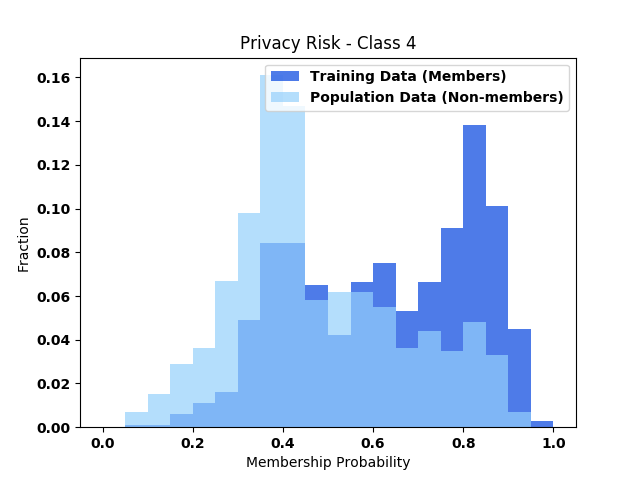 Privacy Risk - Class 4
Training Data (Members)
Population Data (Non-members)
0.16
0.14
0.12
0.10
0.08
0.06
0.04
0.02
0.00
Fraction
0.0 0.2 0.4 0.6 0.8 1.0
Membership Probability